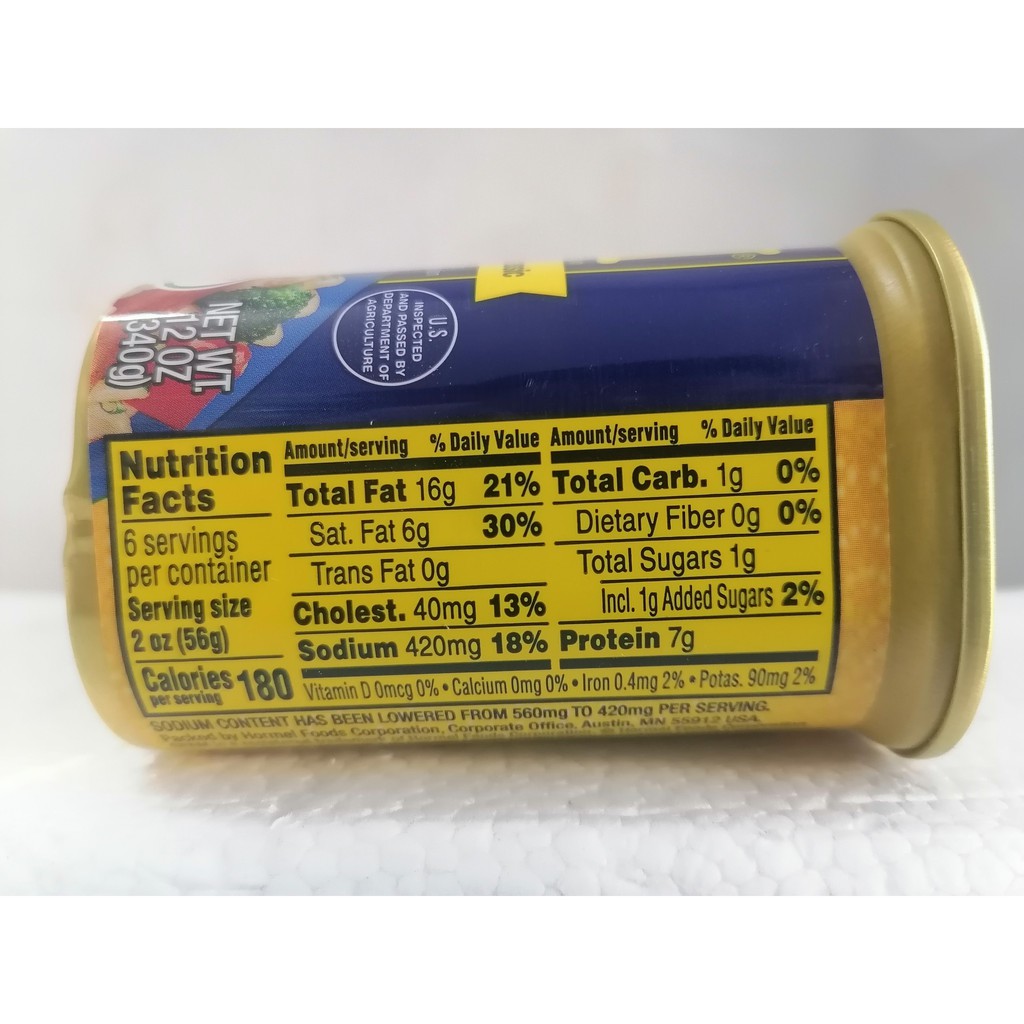 ®
sic
U.S.
INSPECTED
AND PASSED BY
DEPARTMENT OF
AGRICULTURE
NET WT.
12 OZ
(340g)
Nutrition
Facts
6 servings
per container
Serving size
2 oz (56g)
Calories 180
per serving
Amount/serving % Daily Value
Total Fat 16g 21%
Sat. Fat 6g 30%
Trans Fat 0g
Cholest. 40mg 13%
Sodium 420mg 18%
Amount/serving % Daily Value
Total Carb. 1g 0%
Dietary Fiber 0g 0%
Total Sugars 1g
Incl. 1g Added Sugars 2%
Protein 7g
Vitamin D 0mcg 0% • Calcium 0mg 0% • Iron 0.4mg 2% • Potas. 90mg 2%
SODIUM CONTENT HAS BEEN LOWERED FROM 560mg TO 420mg PER SERVING.
Packed by Hormel Foods Corporation, Corporate Office, Austin, MN 55912 USA.